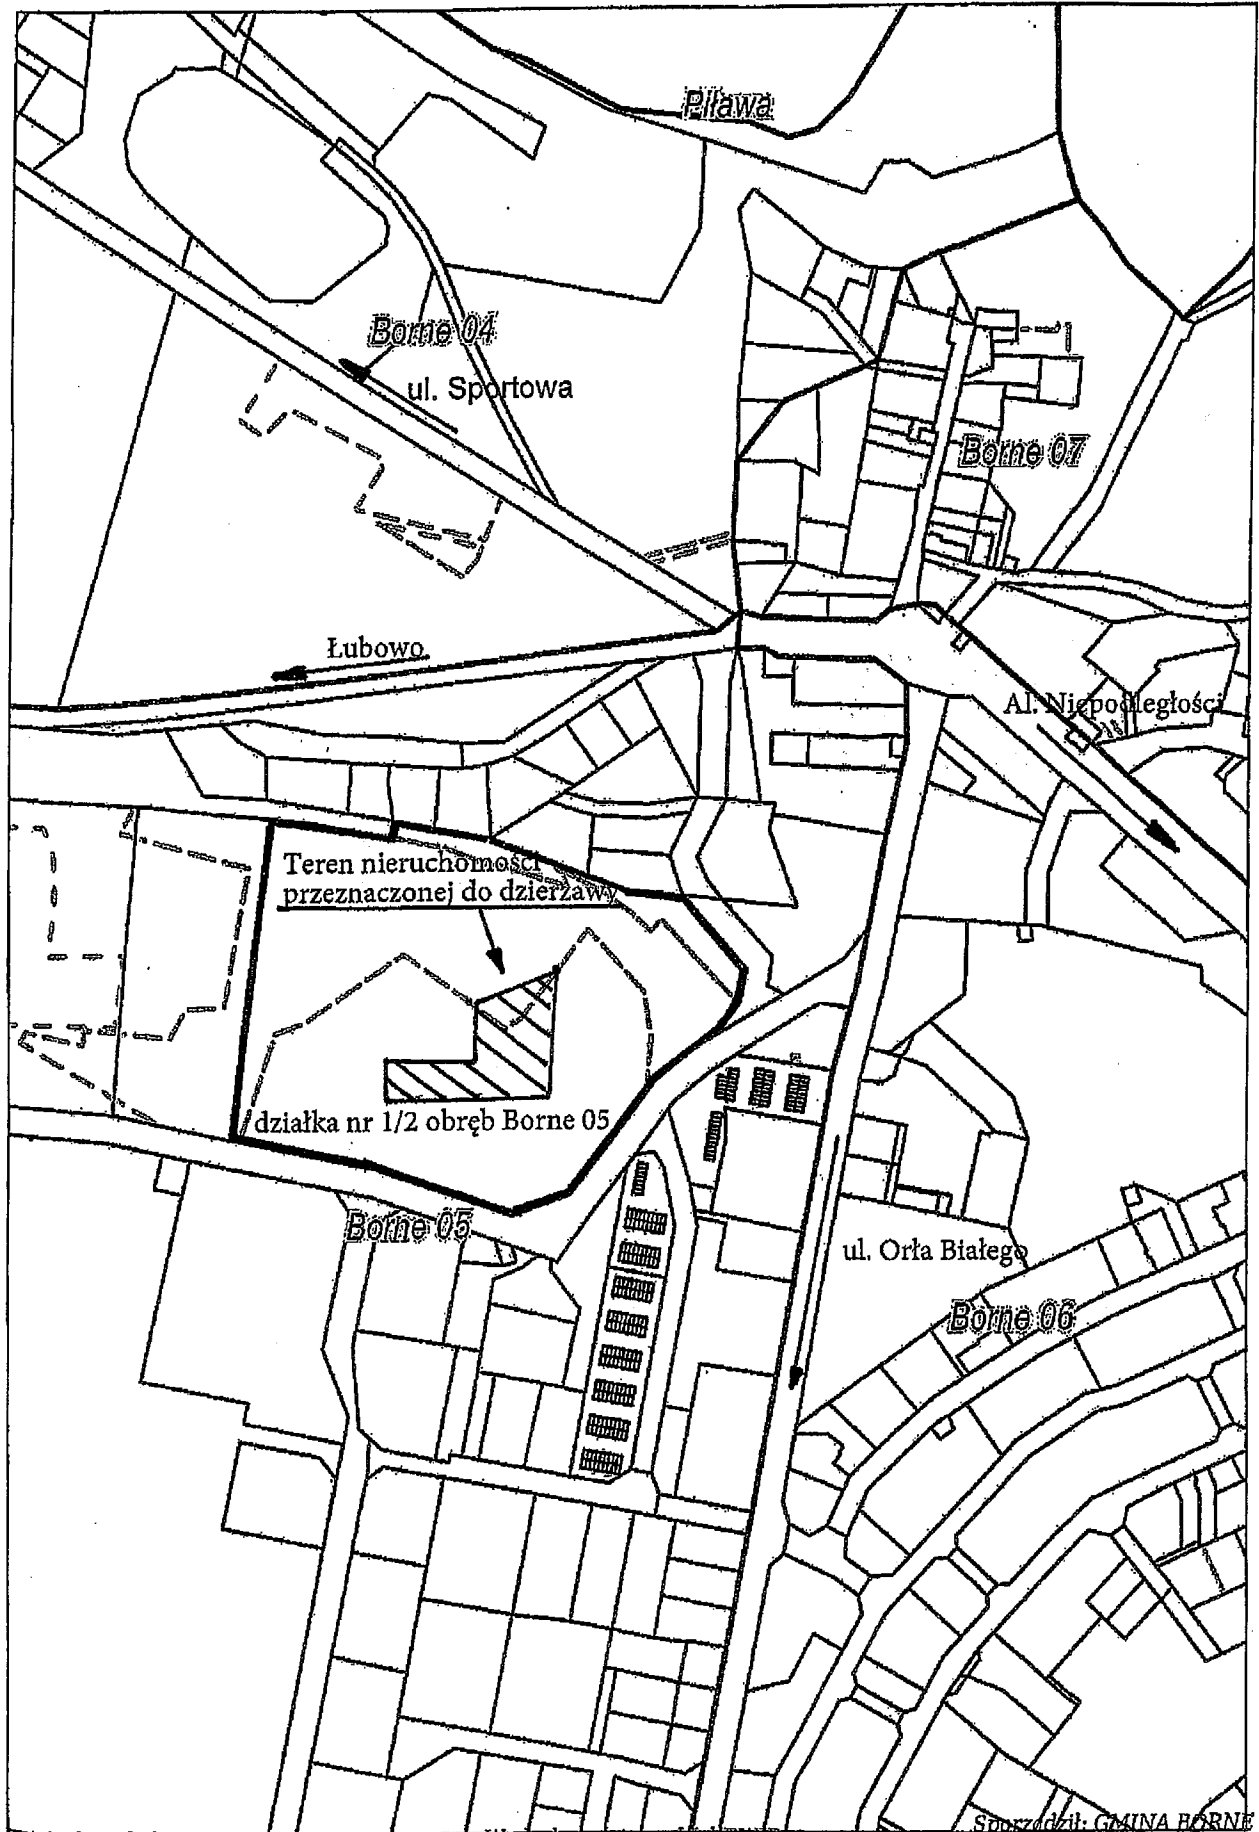 Piława
Borne 04
ul. Sportowa
Borne 07
Łubowo
Al. Niepodległości
Teren nieruchomości
przeznaczonej do dzierżawy
działka nr 1/2 obręb Borne 05
Borne 05
ul. Orła Białego
Borne 06
Sporządził: GMINA BORNE